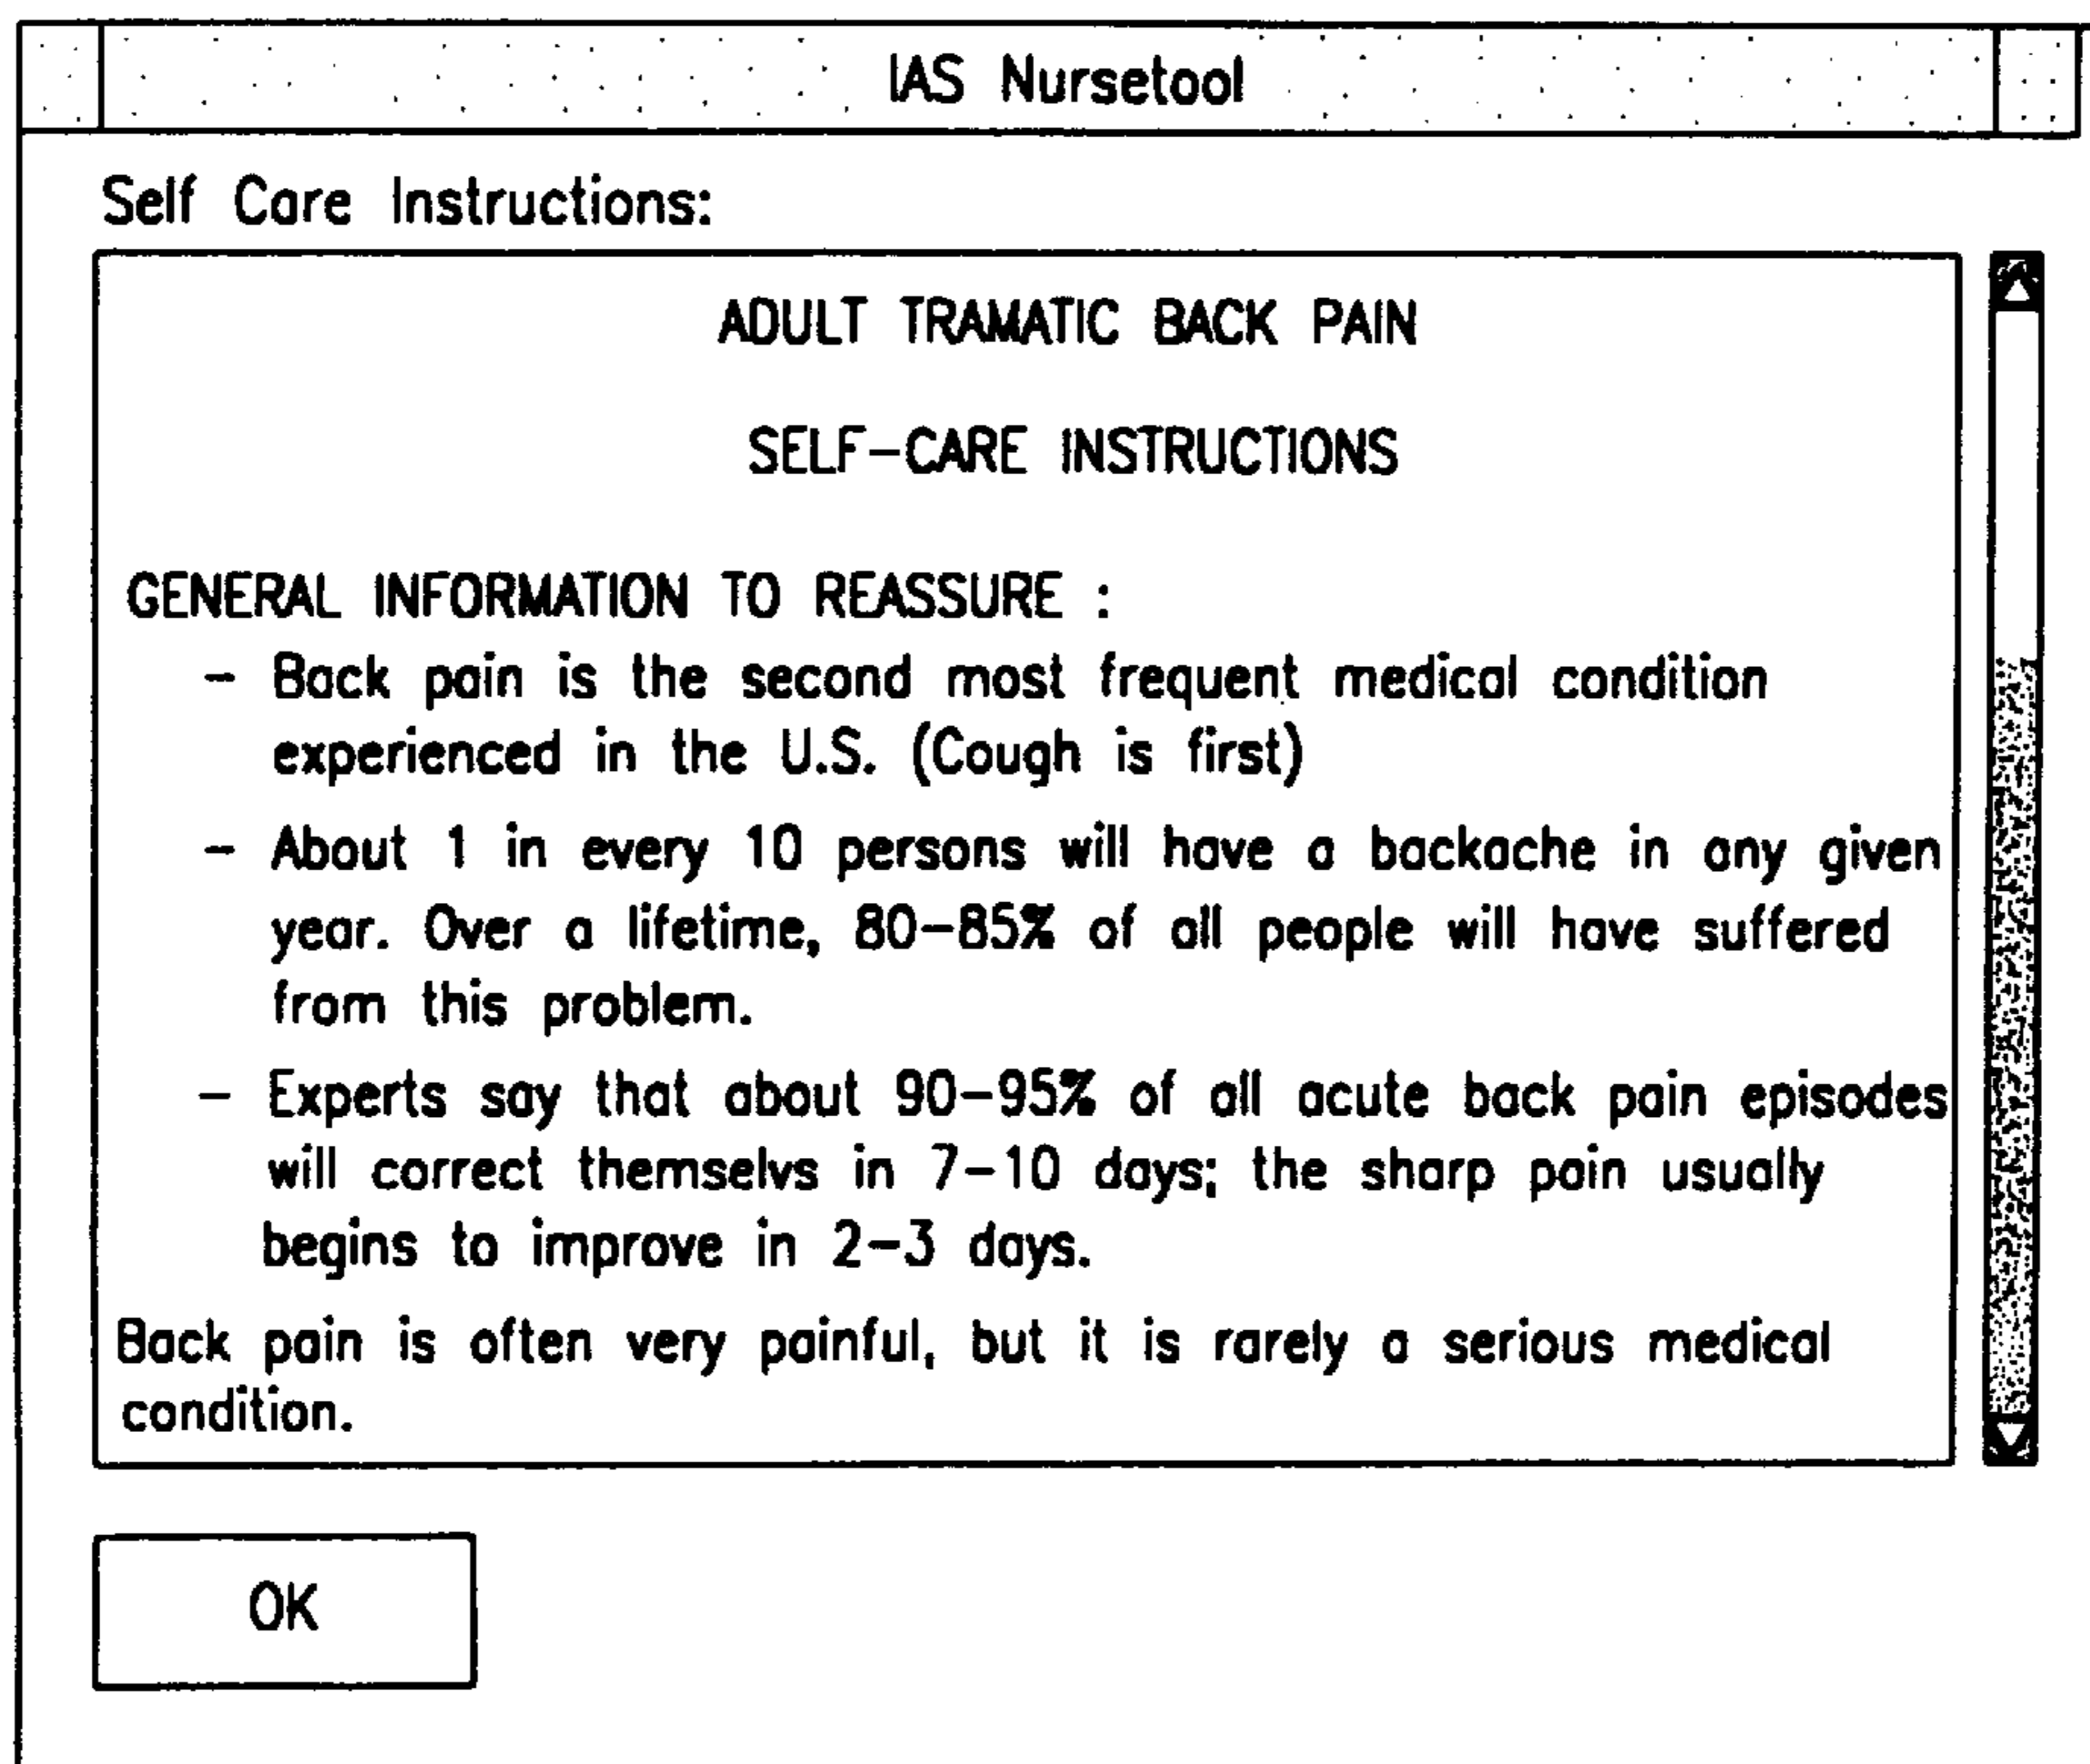 IAS Nursetool
Self Care Instructions:
ADULT TRAMATIC BACK PAIN
SELF-CARE INSTRUCTIONS
GENERAL INFORMATION TO REASSURE :
- Back pain is the second most frequent medical condition
experienced in the U.S. (Cough is first)
- About 1 in every 10 persons will have a backache in any given
year. Over a lifetime, 80-85% of all people will have suffered
from this problem.
- Experts say that about 90-95% of all acute back pain episodes
will correct themselvs in 7-10 days; the sharp pain usually
begins to improve in 2-3 days.
Back pain is often very painful, but it is rarely a serious medical
condition.
OK